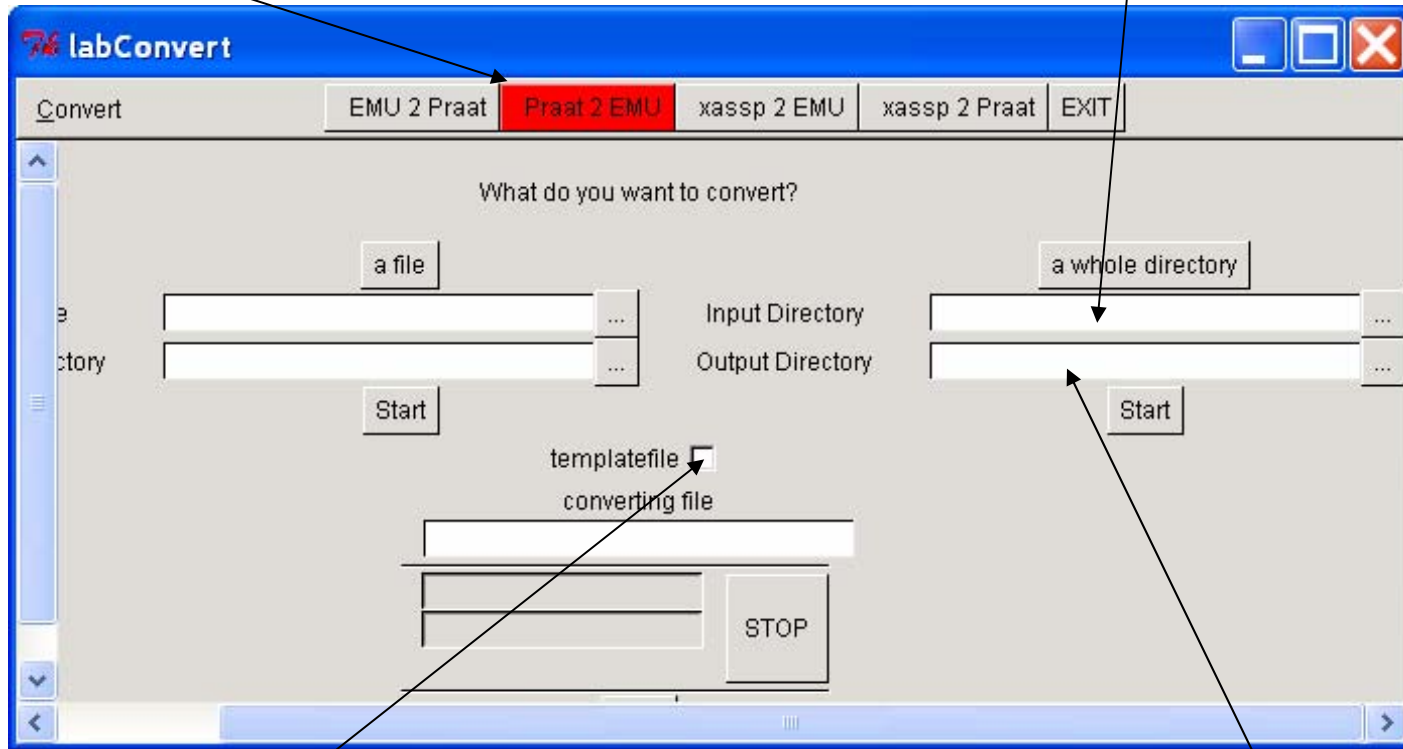 labConvert
Convert EMU 2 Praat Praat 2 EMU xassp 2 EMU xassp 2 Praat EXIT
What do you want to convert?
a file a whole directory
e ... Input Directory ...
ctory ... Output Directory ...
Start Start
templatefile
converting file
STOP